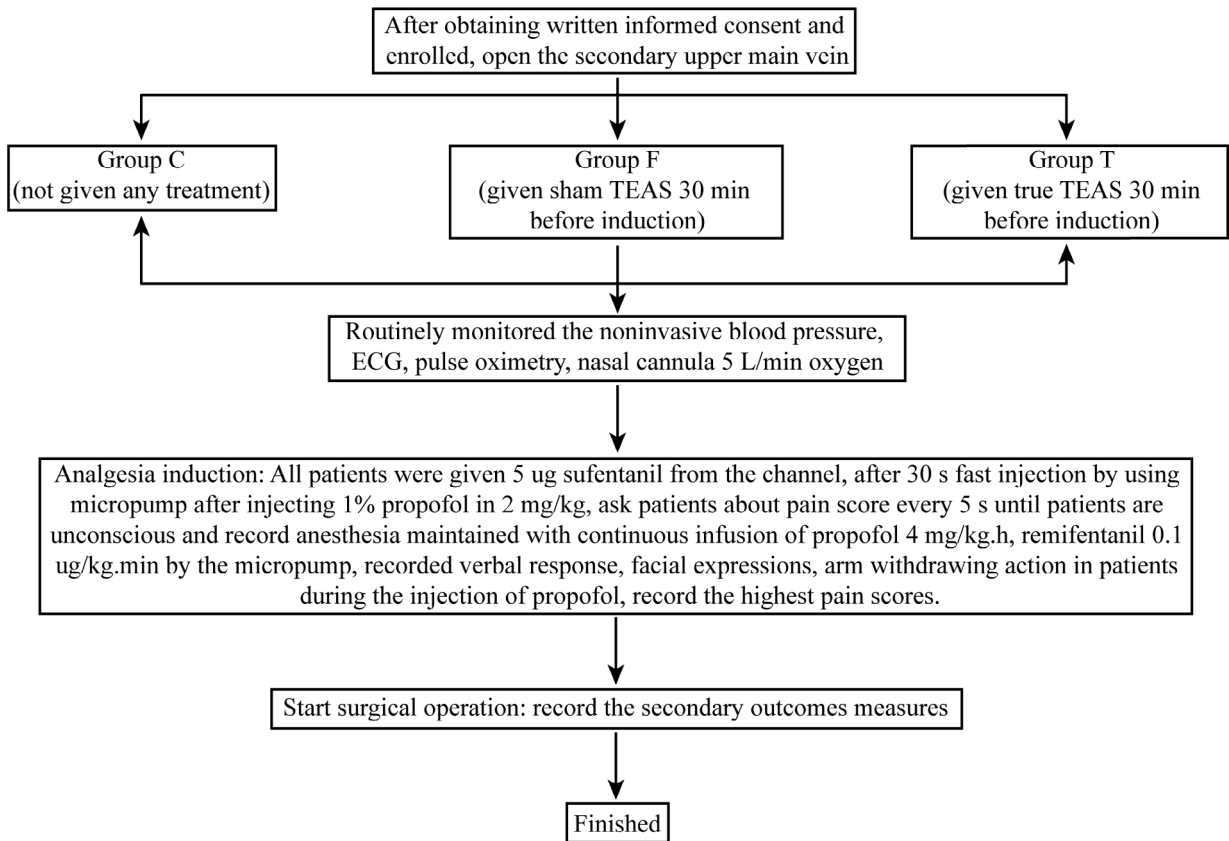 After obtaining written informed consent and
enrolled, open the secondary upper main vein
Group C
(not given any treatment)
Group F
(given sham TEAS 30 min
before induction)
Group T
(given true TEAS 30 min
before induction)
Routinely monitored the noninvasive blood pressure,
ECG, pulse oximetry, nasal cannula 5 L/min oxygen
Analgesia induction: All patients were given 5 ug sufentanil from the channel, after 30 s fast injection by using
micropump after injecting 1% propofol in 2 mg/kg, ask patients about pain score every 5 s until patients are
unconscious and record anesthesia maintained with continuous infusion of propofol 4 mg/kg.h, remifentanil 0.1
ug/kg.min by the micropump, recorded verbal response, facial expressions, arm withdrawing action in patients
during the injection of propofol, record the highest pain scores.
Start surgical operation: record the secondary outcomes measures
Finished